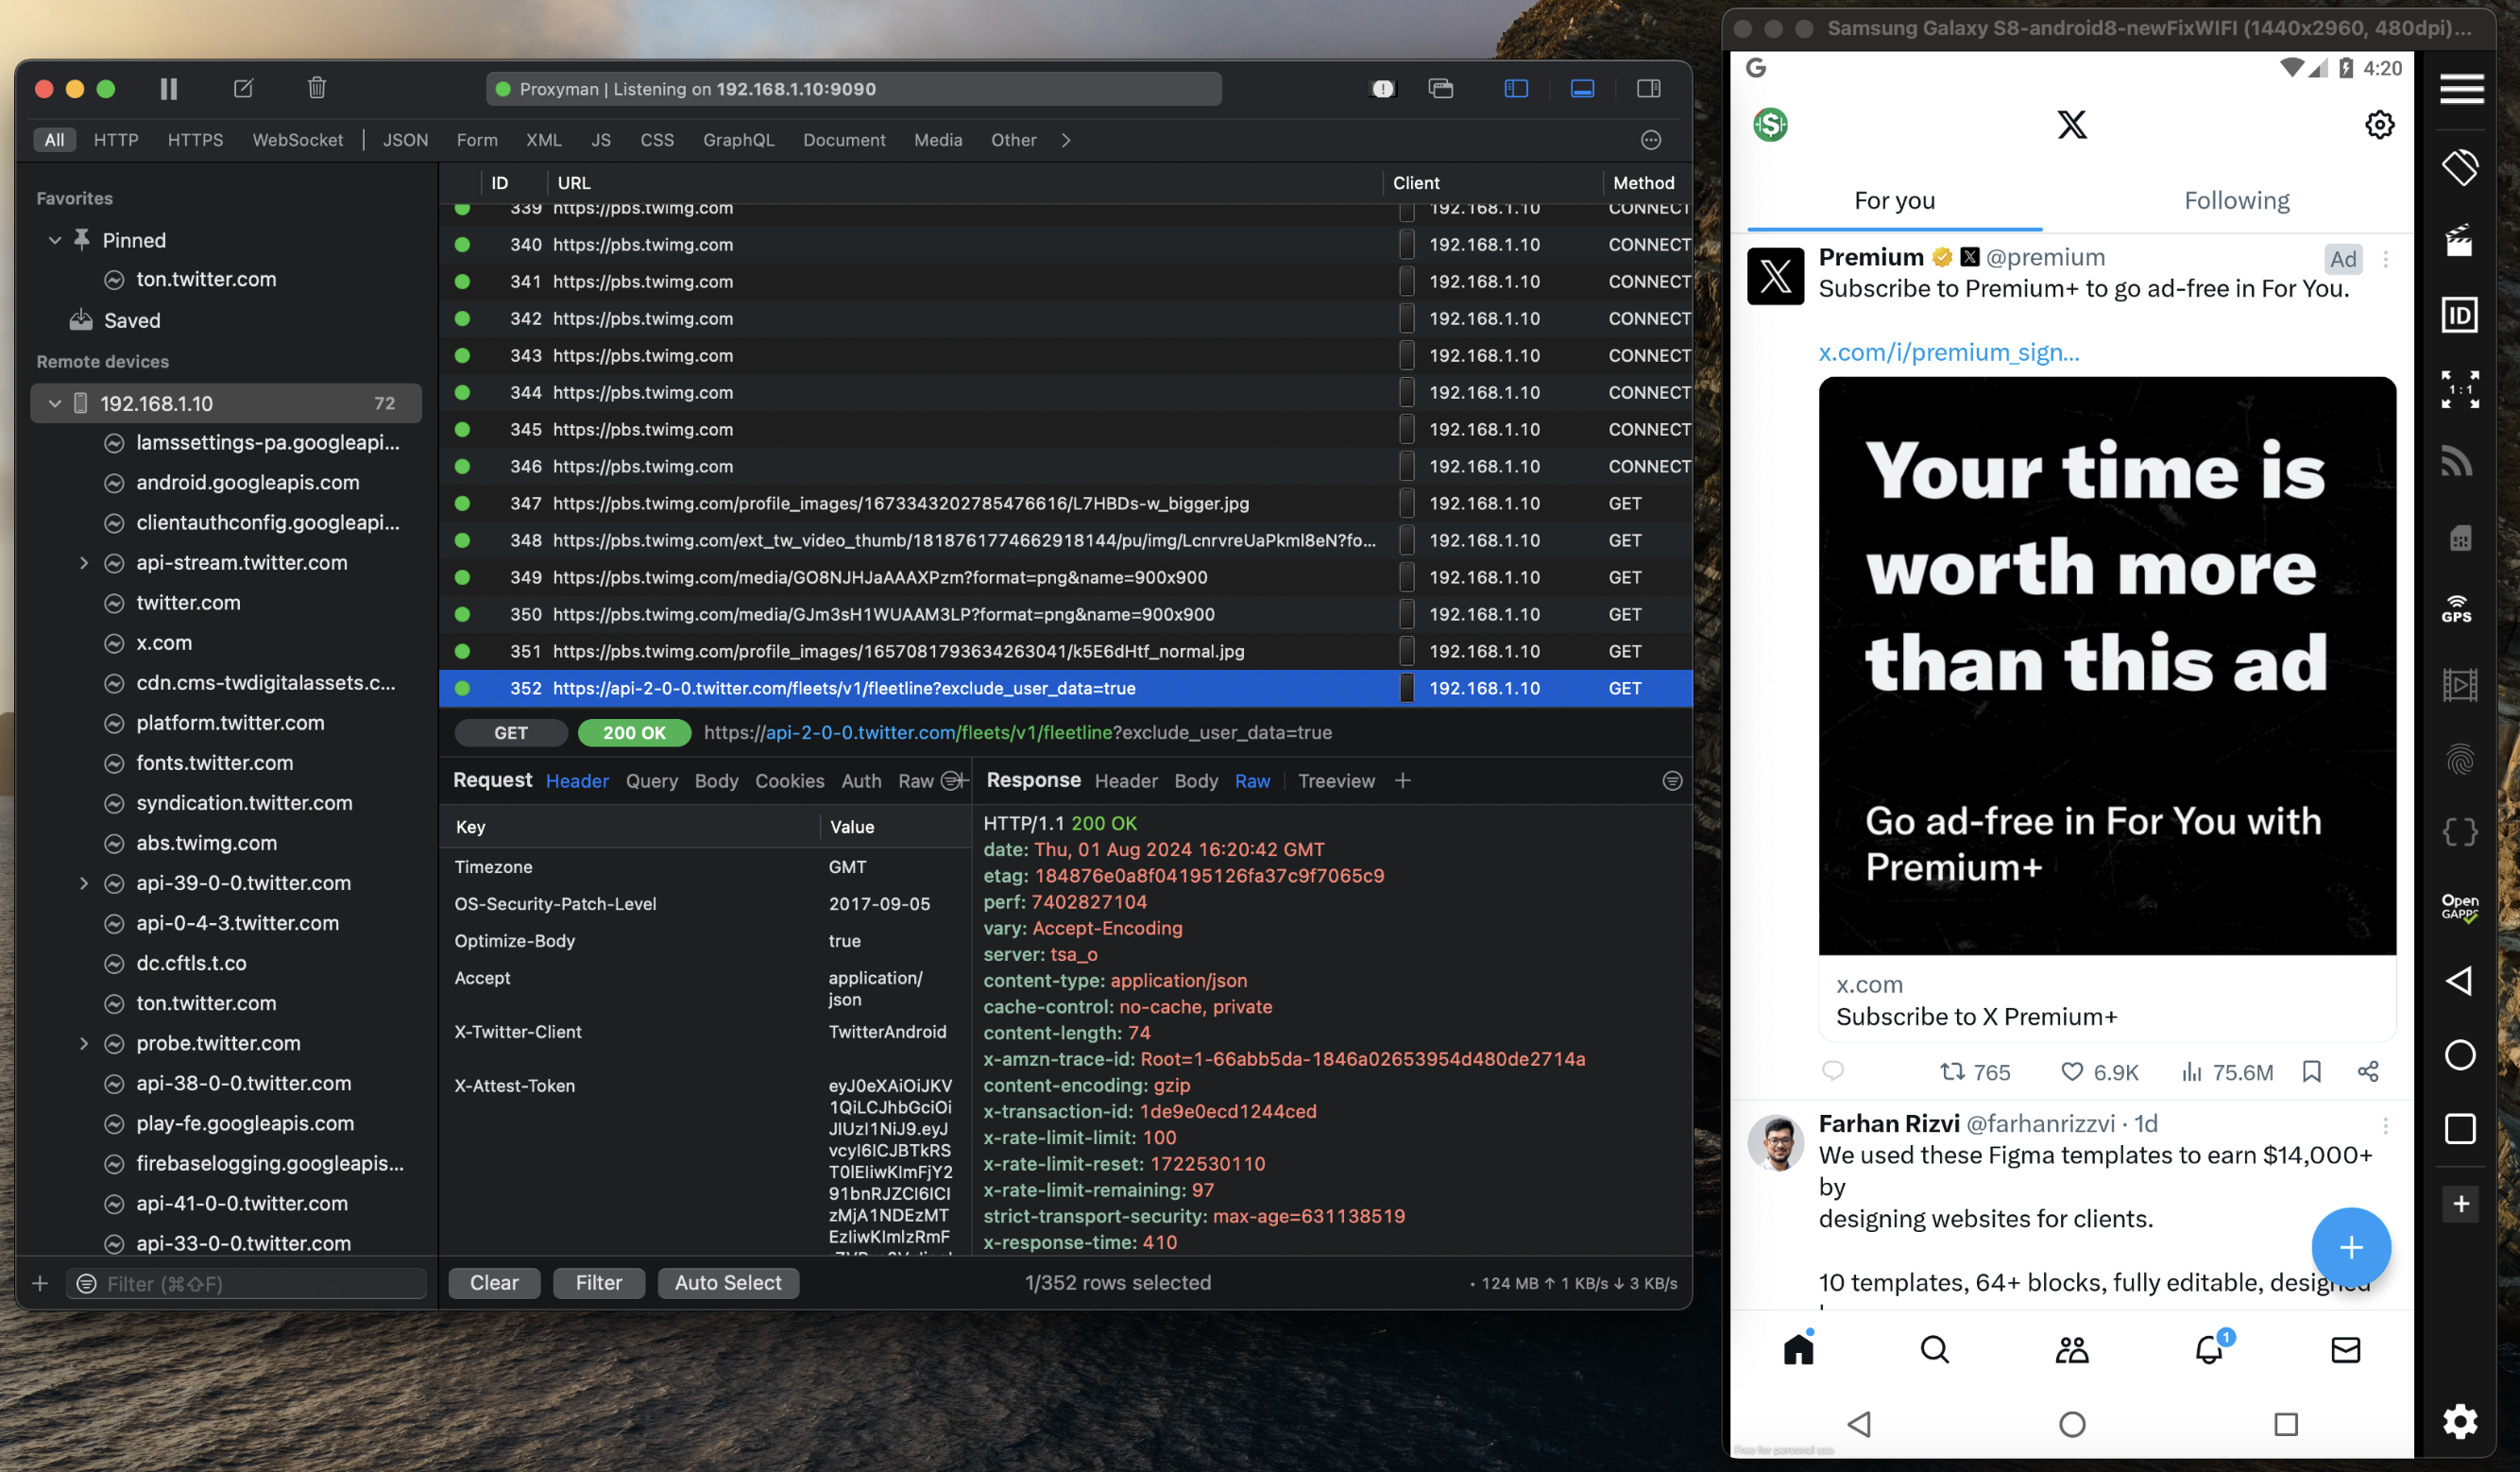 Proxyman | Listening on 192.168.1.10:9090
All HTTP HTTPS WebSocket JSON Form XML JS CSS GraphQL Document Media Other
Favorites
Pinned
ton.twitter.com
Saved
Remote devices
192.168.1.10 72
lamssettings-pa.googleapi...
android.googleapis.com
clientauthconfig.googleapi...
api-stream.twitter.com
twitter.com
x.com
cdn.cms-twdigitalassets.c...
platform.twitter.com
fonts.twitter.com
syndication.twitter.com
abs.twimg.com
api-39-0-0.twitter.com
api-0-4-3.twitter.com
dc.cftls.t.co
ton.twitter.com
probe.twitter.com
api-38-0-0.twitter.com
play-fe.googleapis.com
firebaselogging.googleapis...
api-41-0-0.twitter.com
api-33-0-0.twitter.com
Filter (⌘⇧F)
ID URL Client Method
339 https://pbs.twimg.com 192.168.1.10 CONNECT
340 https://pbs.twimg.com 192.168.1.10 CONNECT
341 https://pbs.twimg.com 192.168.1.10 CONNECT
342 https://pbs.twimg.com 192.168.1.10 CONNECT
343 https://pbs.twimg.com 192.168.1.10 CONNECT
344 https://pbs.twimg.com 192.168.1.10 CONNECT
345 https://pbs.twimg.com 192.168.1.10 CONNECT
346 https://pbs.twimg.com 192.168.1.10 CONNECT
347 https://pbs.twimg.com/profile_images/1673343202785476616/L7HBDs-w_bigger.jpg 192.168.1.10 GET
348 https://pbs.twimg.com/ext_tw_video_thumb/1818761774662918144/pu/img/LcnrvreUaPkmI8eN?fo... 192.168.1.10 GET
349 https://pbs.twimg.com/media/GO8NJHJaAAAXPzm?format=png&name=900x900 192.168.1.10 GET
350 https://pbs.twimg.com/media/GJm3sH1WUAAM3LP?format=png&name=900x900 192.168.1.10 GET
351 https://pbs.twimg.com/profile_images/1657081793634263041/k5E6dHtf_normal.jpg 192.168.1.10 GET
352 https://api-2-0-0.twitter.com/fleets/v1/fleetline?exclude_user_data=true 192.168.1.10 GET
GET 200 OK https://api-2-0-0.twitter.com/fleets/v1/fleetline?exclude_user_data=true
Request Header Query Body Cookies Auth Raw
Key Value
Timezone GMT
OS-Security-Patch-Level 2017-09-05
Optimize-Body true
Accept application/
json
X-Twitter-Client TwitterAndroid
X-Attest-Token eyJ0eXAiOiJKV
1QiLCJhbGciOi
JIUzI1NiJ9.eyJ
vcyI6ICJBTkRS
T0lEIiwKImFjY2
91bnRJZCI6ICI
zMjA1NDEzMT
EzIiwKImIzRmF
Response Header Body Raw Treeview
HTTP/1.1 200 OK
date: Thu, 01 Aug 2024 16:20:42 GMT
etag: 184876e0a8f04195126fa37c9f7065c9
perf: 7402827104
vary: Accept-Encoding
server: tsa_o
content-type: application/json
cache-control: no-cache, private
content-length: 74
x-amzn-trace-id: Root=1-66abb5da-1846a02653954d480de2714a
content-encoding: gzip
x-transaction-id: 1de9e0ecd1244ced
x-rate-limit-limit: 100
x-rate-limit-reset: 1722530110
x-rate-limit-remaining: 97
strict-transport-security: max-age=631138519
x-response-time: 410
Clear Filter Auto Select 1/352 rows selected • 124 MB ↑ 1 KB/s ↓ 3 KB/s
Samsung Galaxy S8-android8-newFixWIFI (1440x2960, 480dpi)...
4:20
For you Following
Premium @premium Ad
Subscribe to Premium+ to go ad-free in For You.
x.com/i/premium_sign...
Your time is
worth more
than this ad
Go ad-free in For You with
Premium+
x.com
Subscribe to X Premium+
765 6.9K 75.6M
Farhan Rizvi @farhanrizzvi · 1d
We used these Figma templates to earn $14,000+
by
designing websites for clients.
10 templates, 64+ blocks, fully editable, designed
1
Free for personal use
ID
1:1
GPS
Open
GAPPS